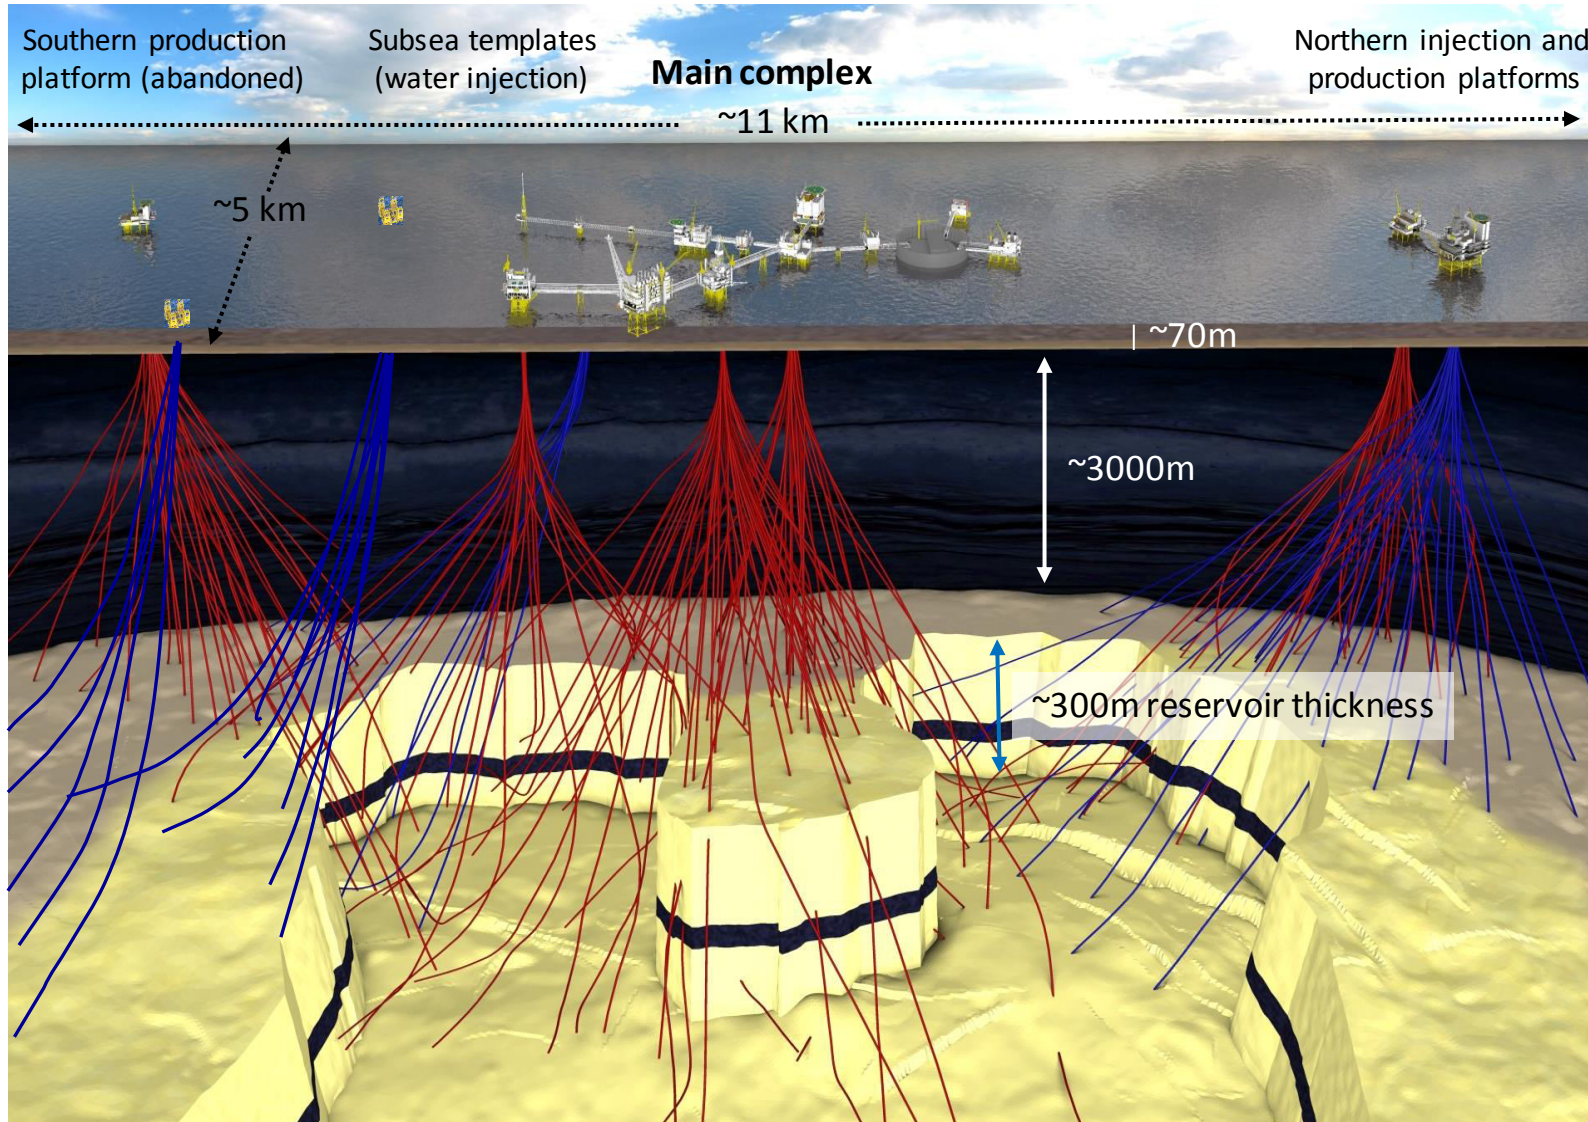 Southern production
platform (abandoned)
Subsea templates
(water injection)
Main complex
~11 km
Northern injection and
production platforms
~5 km
~70m
~3000m
~300m reservoir thickness